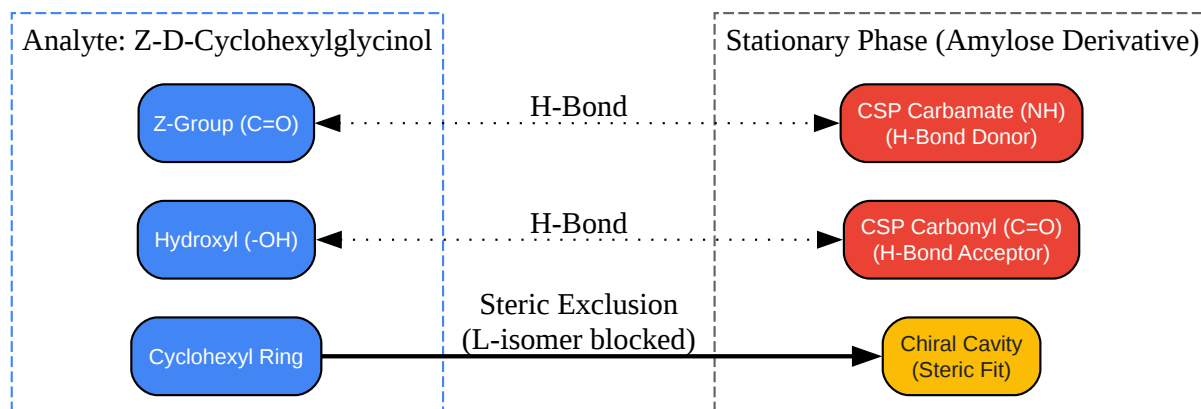 Analyte: Z-D-Cyclohexylglycinol
Stationary Phase (Amylose Derivative)
Z-Group (C=O)
H-Bond
CSP Carbamate (NH)
(H-Bond Donor)
Hydroxyl (-OH)
H-Bond
CSP Carbonyl (C=O)
(H-Bond Acceptor)
Cyclohexyl Ring
Steric Exclusion
(L-isomer blocked)
Chiral Cavity
(Steric Fit)